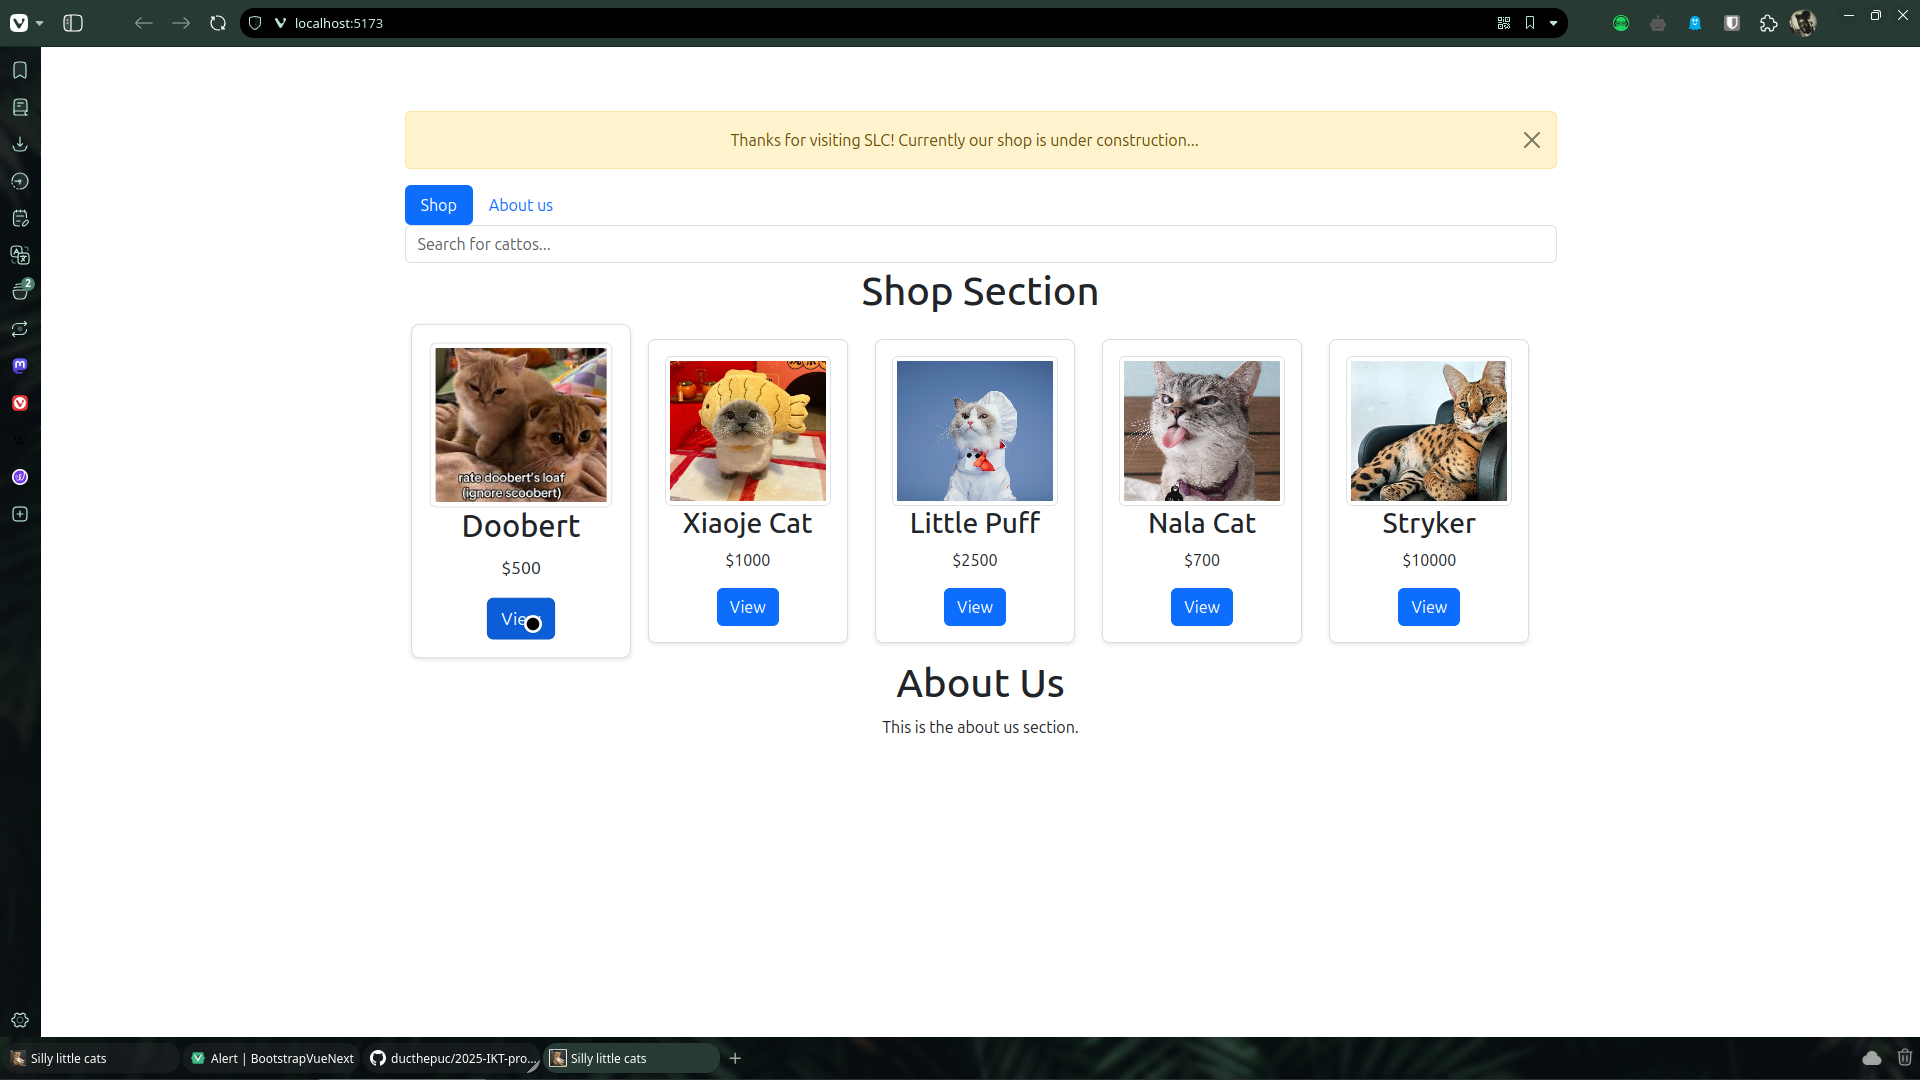 localhost:5173
Thanks for visiting SLC! Currently our shop is under construction...
Shop About us
Search for cattos...
Shop Section
rate doobert's loaf
(ignore scoobert)
Doobert
$500
View
Xiaoje Cat
$1000
View
Little Puff
$2500
View
Nala Cat
$700
View
Stryker
$10000
View
About Us
This is the about us section.
2
W
Silly little cats
Alert | BootstrapVueNext
ducthepuc/2025-IKT-pro...
Silly little cats